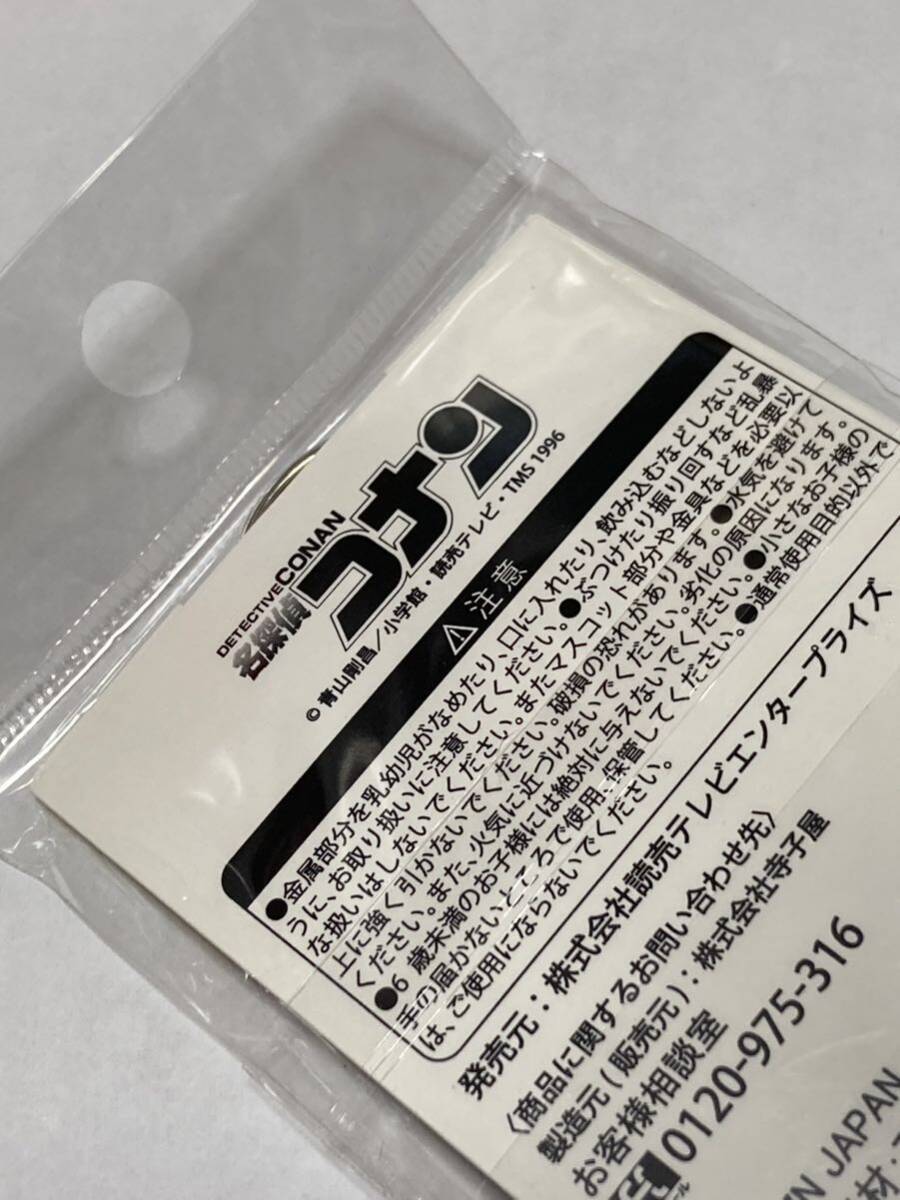 DETECTIVE CONAN
名探偵
コナン
© 青山剛昌／小学館・読売テレビ・TMS 1996
⚠注意
●金属部分を乳幼児がなめたり、口に入れたり、飲み込むなどしないよ
うに、お取り扱いに注意してください。●ぶつけたり振り回すなど乱暴
な扱いはしないでください。またマスコット部分や金具などを必要以
上に強く引かないでください。破損の恐れがあります。●水気を避けて
ください。また、火気に近づけないでください。劣化の原因になります。
●6 歳未満のお子様には絶対に与えないでください。●小さなお子様の
手の届かないところで使用、保管してください。●通常使用目的以外で
は、ご使用にならないでください。
発売元：株式会社読売テレビエンタープライズ
〈商品に関するお問い合わせ先〉
製造元（販売元）：株式会社寺子屋
お客様相談室
0120-975-316
IN JAPAN
材